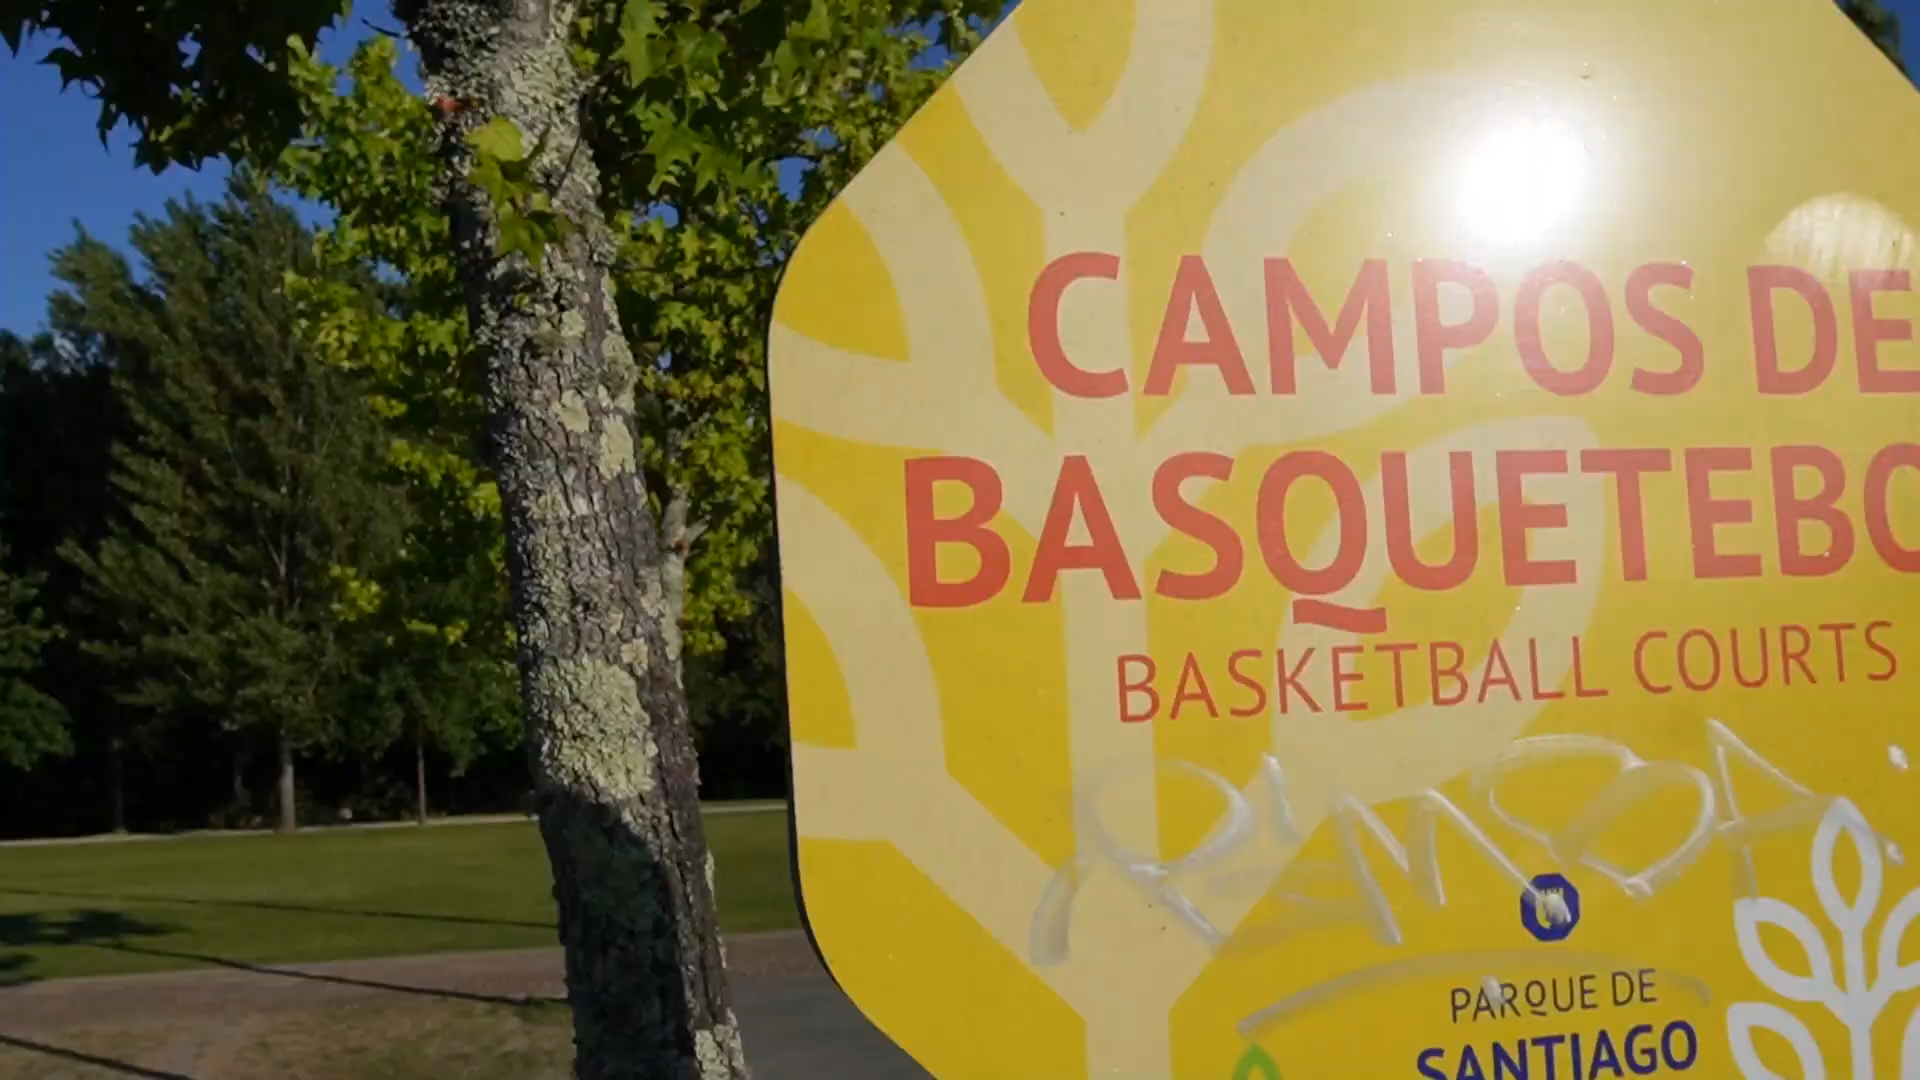 CAMPOS DE
BASQUETEBO
BASKETBALL COURTS
PARQUE DE
SANTIAGO